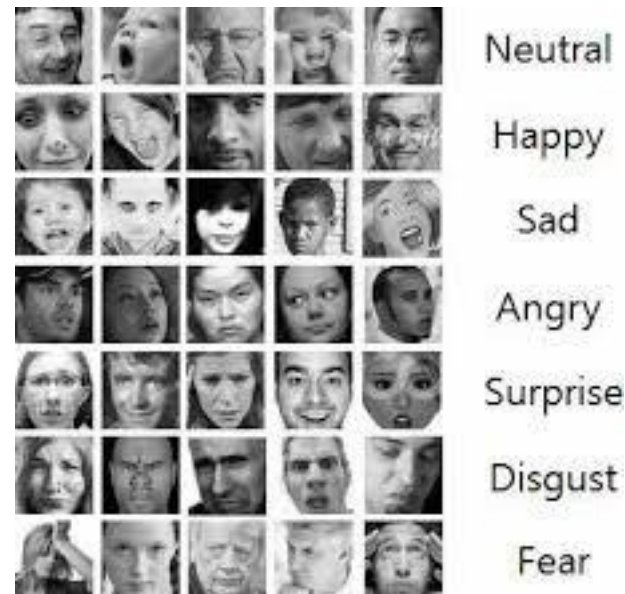 Neutral
Happy
Sad
Angry
Surprise
Disgust
Fear